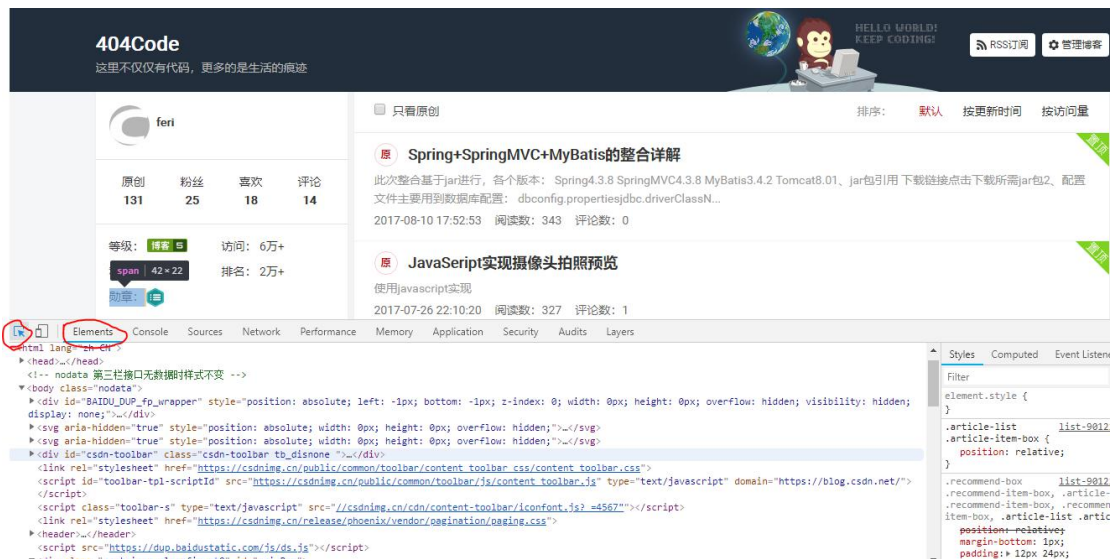 404Code
这里不仅仅有代码，更多的是生活的痕迹
HELLO WORLD!
KEEP CODING!
RSS订阅
管理博客
feri
原创 粉丝 喜欢 评论
131 25 18 14
等级： 博客 5 访问： 6万+
span | 42×22 排名： 2万+
勋章：
只看原创
排序： 默认 按更新时间 按访问量
原 Spring+SpringMVC+MyBatis的整合详解
置顶
此次整合基于jar进行，各个版本： Spring4.3.8 SpringMVC4.3.8 MyBatis3.4.2 Tomcat8.01、jar包引用 下载链接点击下载所需jar包2、配置
文件主要用到数据库配置： dbconfig.propertiesjdbc.driverClassN...
2017-08-10 17:52:53 阅读数：343 评论数：0
原 JavaSeript实现摄像头拍照预览
置顶
使用javascript实现
2017-07-26 22:10:20 阅读数：327 评论数：1
Elements Console Sources Network Performance Memory Application Security Audits Layers
html lang="zh-CN">
▶<head>…</head>
<!-- nodata 第三栏接口无数据时样式不变 -->
▼<body class="nodata">
▶<div id="BAIDU_DUP_fp_wrapper" style="position: absolute; left: -1px; bottom: -1px; z-index: 0; width: 0px; height: 0px; overflow: hidden; visibility: hidden;
display: none;">…</div>
▶<svg aria-hidden="true" style="position: absolute; width: 0px; height: 0px; overflow: hidden;">…</svg>
▶<svg aria-hidden="true" style="position: absolute; width: 0px; height: 0px; overflow: hidden;">…</svg>
▶<div id="csdn-toolbar" class="csdn-toolbar tb_disnone ">…</div>
<link rel="stylesheet" href="https://csdnimg.cn/public/common/toolbar/content_toolbar_css/content_toolbar.css">
<script id="toolbar-tpl-scriptId" src="https://csdnimg.cn/public/common/toolbar/js/content_toolbar.js" type="text/javascript" domain="https://blog.csdn.net/">
</script>
<script class="toolbar-s" type="text/javascript" src="//csdnimg.cn/cdn/content-toolbar/iconfont.js?_=4567""></script>
<link rel="stylesheet" href="https://csdnimg.cn/release/phoenix/vendor/pagination/paging.css">
▶<header>…</header>
<script src="https://dup.baidustatic.com/js/ds.js"></script>
Styles Computed Event Listene
Filter
element.style {
}
.article-list list-9012
.article-item-box {
position: relative;
}
.recommend-box list-9012
.recommend-item-box, .article-
.recommend-item-box, .recommen
item-box, .article-list .artic
position: relative;
margin-bottom: 1px;
padding:▶ 12px 24px;